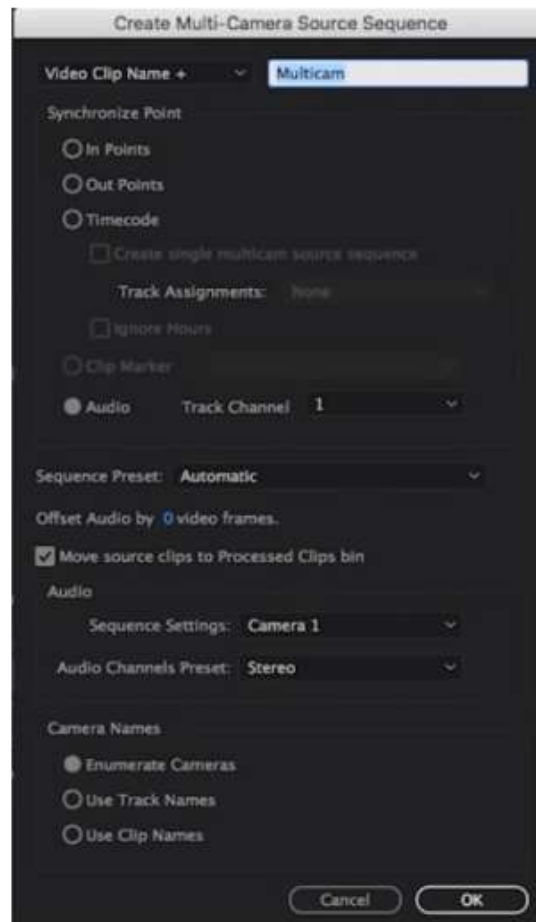 Create Multi-Camera Source Sequence
Video Clip Name + Multicam
Synchronize Point
In Points
Out Points
Timecode
Create single multicam source sequence
Track Assignments: None
Ignore Hours
Clip Marker
Audio Track Channel 1
Sequence Preset: Automatic
Offset Audio by 0 video frames.
Move source clips to Processed Clips bin
Audio
Sequence Settings: Camera 1
Audio Channels Preset: Stereo
Camera Names
Enumerate Cameras
Use Track Names
Use Clip Names
Cancel OK